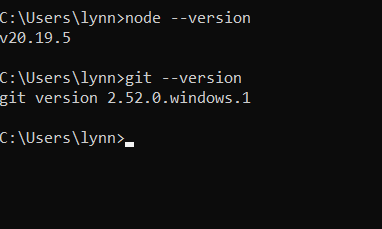 C:\Users\lynn>node --version
v20.19.5
C:\Users\lynn>git --version
git version 2.52.0.windows.1
C:\Users\lynn>